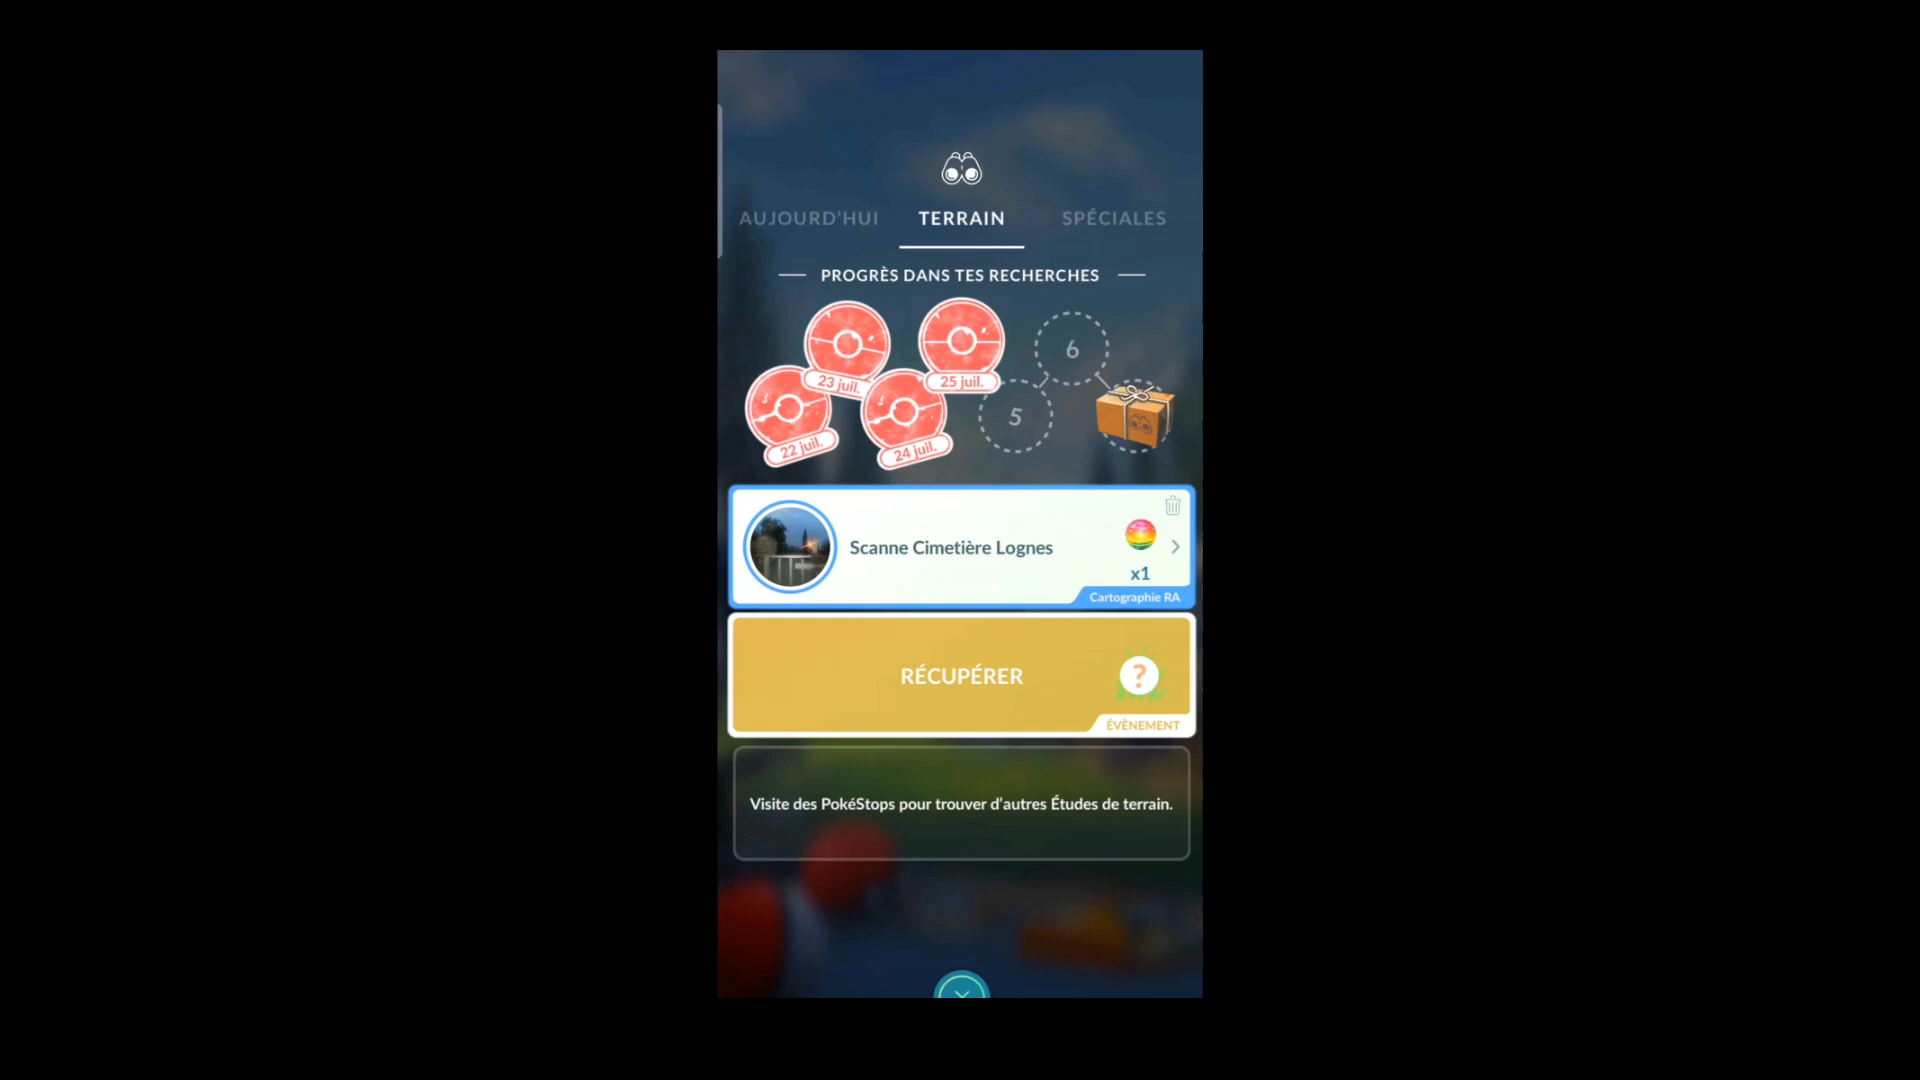 AUJOURD'HUI TERRAIN SPÉCIALES
PROGRÈS DANS TES RECHERCHES
22 juil. 23 juil. 24 juil. 25 juil. 5 6
Scanne Cimetière Lognes
x1
Cartographie RA
RÉCUPÉRER ?
ÉVÈNEMENT
Visite des PokéStops pour trouver d'autres Études de terrain.